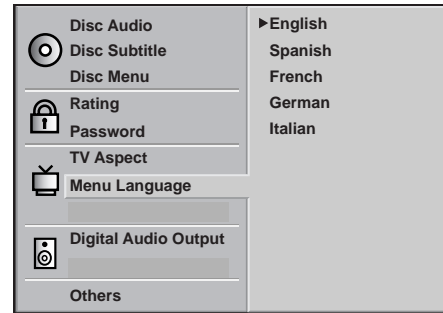 Disc Audio
Disc Subtitle
Disc Menu
Rating
Password
TV Aspect
Menu Language
Digital Audio Output
Others
English
Spanish
French
German
Italian